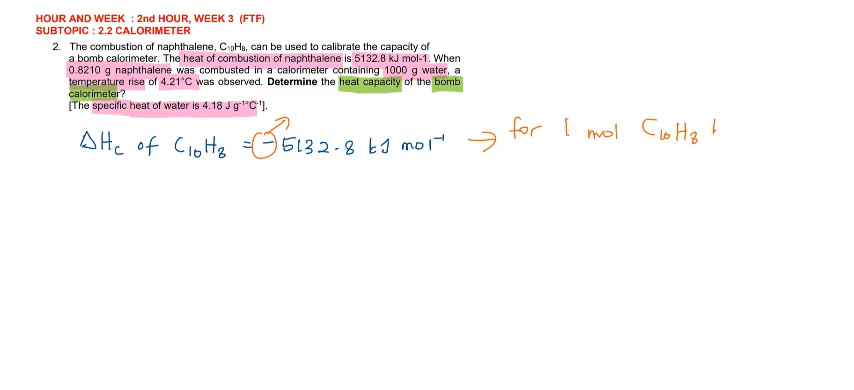 HOUR AND WEEK : 2nd HOUR, WEEK 3 (FTF)
SUBTOPIC : 2.2 CALORIMETER
2. The combustion of naphthalene, C₁₀H₈, can be used to calibrate the capacity of
a bomb calorimeter. The heat of combustion of naphthalene is 5132.8 kJ mol-1. When
0.8210 g naphthalene was combusted in a calorimeter containing 1000 g water, a
temperature rise of 4.21°C was observed. Determine the heat capacity of the bomb
calorimeter?
[The specific heat of water is 4.18 J g⁻¹°C⁻¹].
ΔHc of C₁₀H₈ = - 5132.8 kJ mol⁻¹ → for 1 mol C₁₀H₈